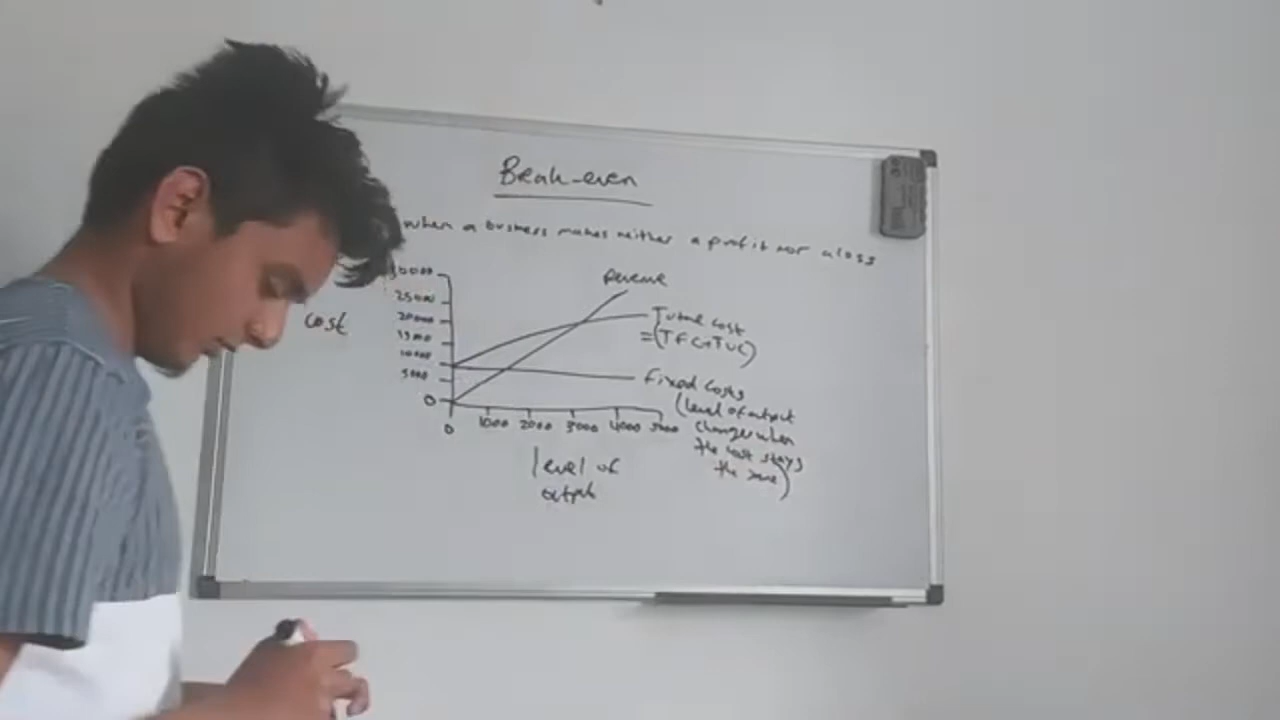 Break-even
when a business makes neither a profit nor a loss
Revenue
30000
25000
20000
15000
10000
5000
0
cost
Total cost
=(TFC+TVC)
Fixed costs
(level of output
changes when
the cost stays
the same)
0 1000 2000 3000 4000 5000
level of
output